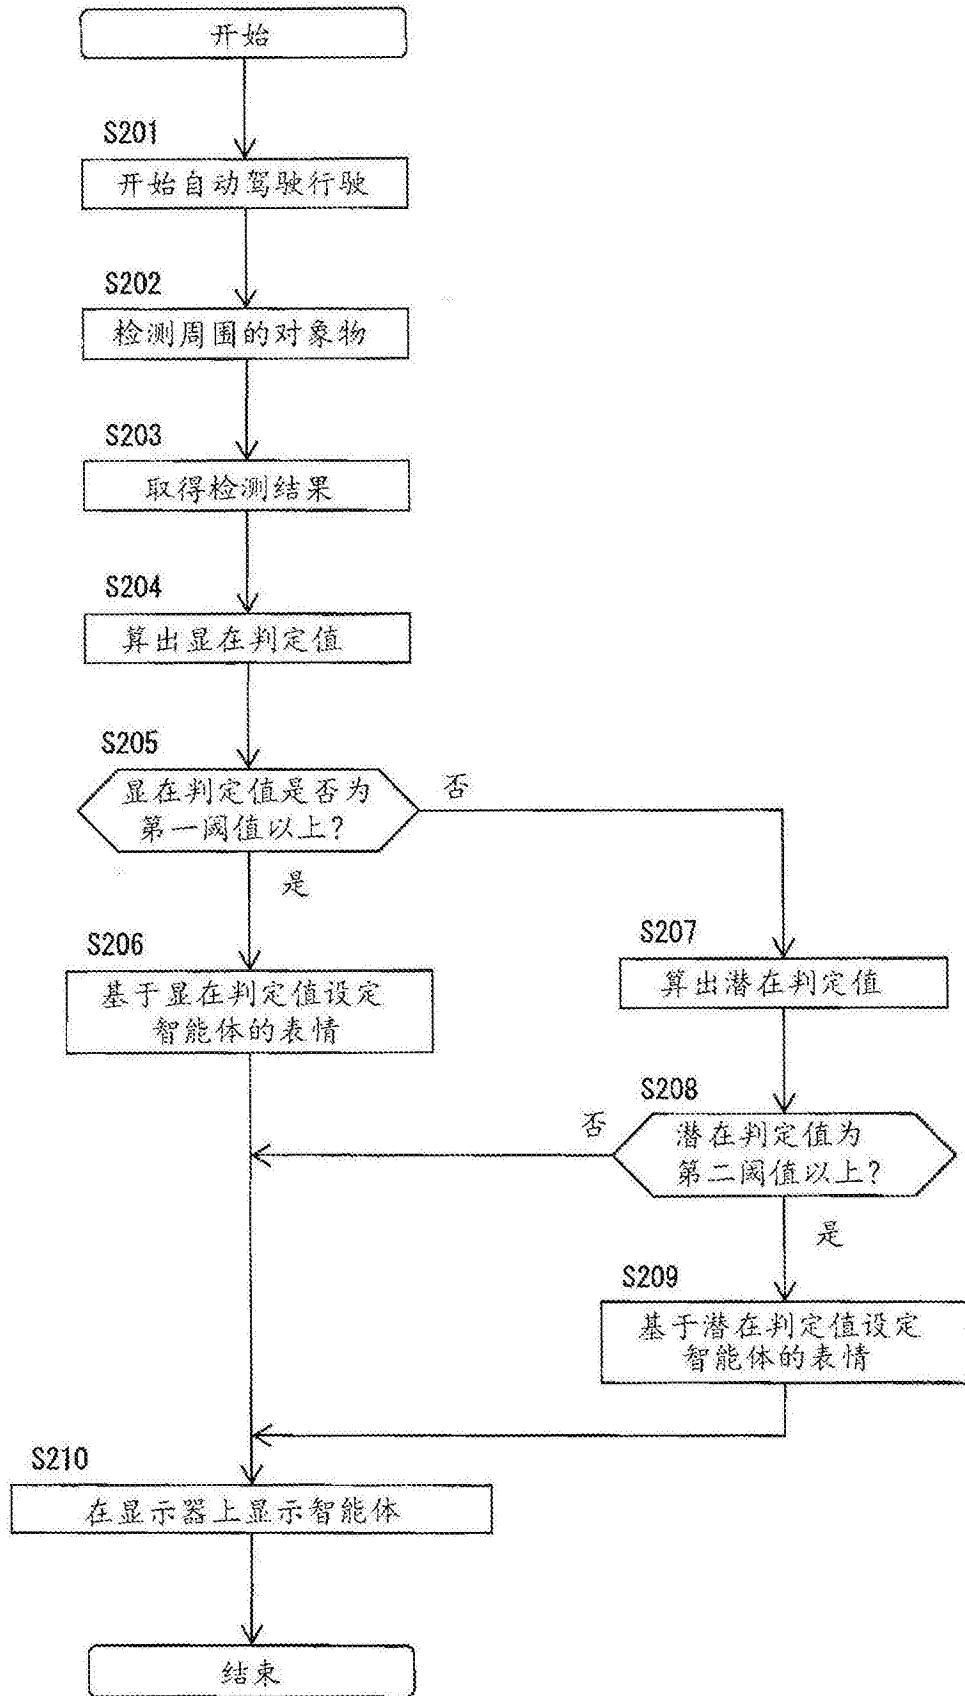 开始
S201
开始自动驾驶行驶
S202
检测周围的对象物
S203
取得检测结果
S204
算出显在判定值
S205
显在判定值是否为
第一阈值以上?
否
是
S206
基于显在判定值设定
智能体的表情
S207
算出潜在判定值
S208
潜在判定值为
第二阈值以上?
否
是
S209
基于潜在判定值设定
智能体的表情
S210
在显示器上显示智能体
结束